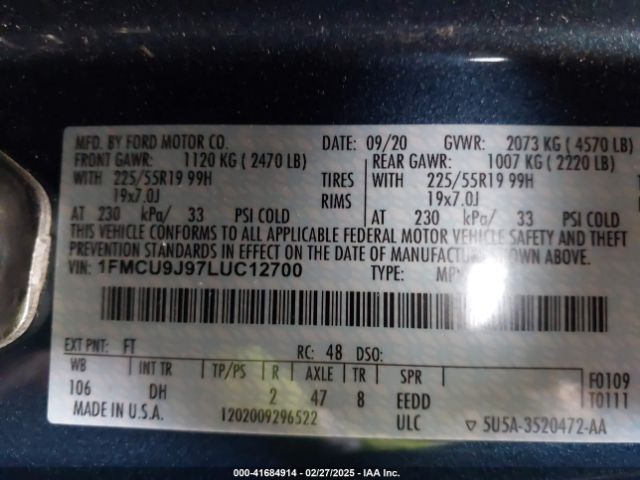 MFD. BY FORD MOTOR CO. DATE: 09/20 GVWR: 2073 KG ( 4570 LB)
FRONT GAWR: 1120 KG ( 2470 LB) REAR GAWR: 1007 KG ( 2220 LB)
WITH 225/55R19 99H TIRES WITH 225/55R19 99H
19x7.0J RIMS 19x7.0J
AT 230 kPa/ 33 PSI COLD AT 230 kPa/ 33 PSI COLD
THIS VEHICLE CONFORMS TO ALL APPLICABLE FEDERAL MOTOR VEHICLE SAFETY AND THEFT
PREVENTION STANDARDS IN EFFECT ON THE DATE OF MANUFACTURE SHOWN ABOVE.
VIN: 1FMCU9J97LUC12700 TYPE:
EXT PNT: FT RC: 48 DSO:
WB INT TR TP/PS R AXLE TR SPR F0109
106 DH 2 47 8 EEDD T0111
MADE IN U.S.A. 1202009296522 ULC ▽ 5U5A-3520472-AA
000-41684914 - 02/27/2025 - IAA Inc.